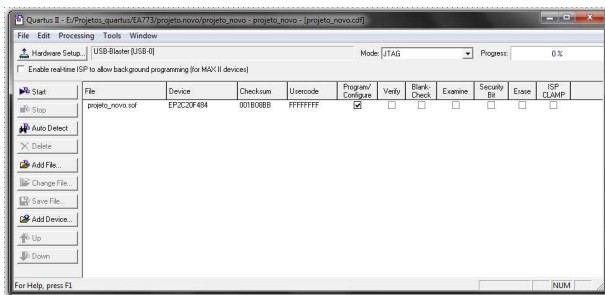 Quartus II - E:/Projetos_quartus/EA773/projeto.novo/projeto_novo - projeto_novo - [projeto_novo.cdf]
File Edit Processing Tools Window
Hardware Setup... USB-Blaster [USB-0] Mode: JTAG Progress: 0 %
Enable real-time ISP to allow background programming (for MAX II devices)
Start
Stop
Auto Detect
Delete
Add File...
Change File...
Save File...
Add Device...
Up
Down
File Device Checksum Usercode Program/ Configure Verify Blank- Check Examine Security Bit Erase ISP CLAMP
projeto_novo.sof EP2C20F484 001B08BB FFFFFFFF
For Help, press F1 NUM